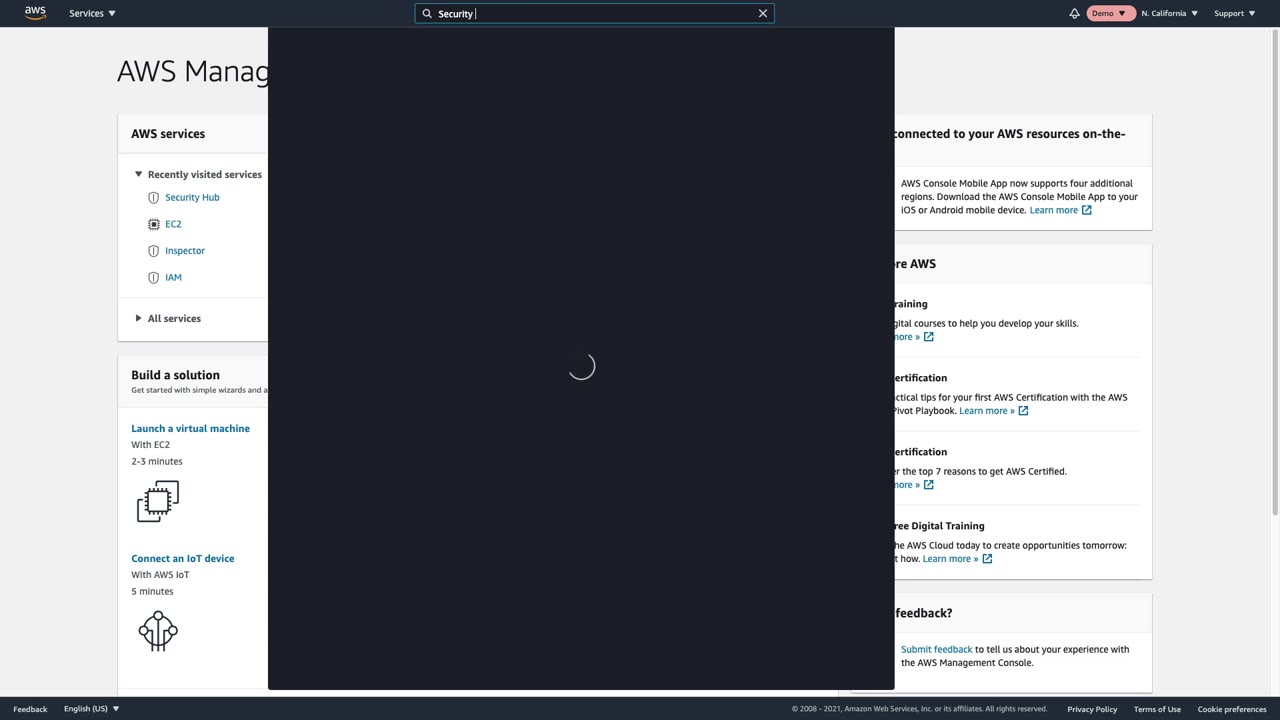 aws
Services
Security
Demo
N. California
Support
AWS Manag
AWS services
Recently visited services
Security Hub
EC2
Inspector
IAM
All services
Build a solution
Get started with simple wizards and a
Launch a virtual machine
With EC2
2-3 minutes
Connect an IoT device
With AWS IoT
5 minutes
connected to your AWS resources on-the-
AWS Console Mobile App now supports four additional
regions. Download the AWS Console Mobile App to your
iOS or Android mobile device. Learn more
re AWS
raining
gital courses to help you develop your skills.
more »
ertification
ctical tips for your first AWS Certification with the AWS
Pivot Playbook. Learn more »
ertification
er the top 7 reasons to get AWS Certified.
more »
ree Digital Training
he AWS Cloud today to create opportunities tomorrow:
t how. Learn more »
feedback?
Submit feedback to tell us about your experience with
the AWS Management Console.
Feedback
English (US)
© 2008 - 2021, Amazon Web Services, Inc. or its affiliates. All rights reserved.
Privacy Policy
Terms of Use
Cookie preferences